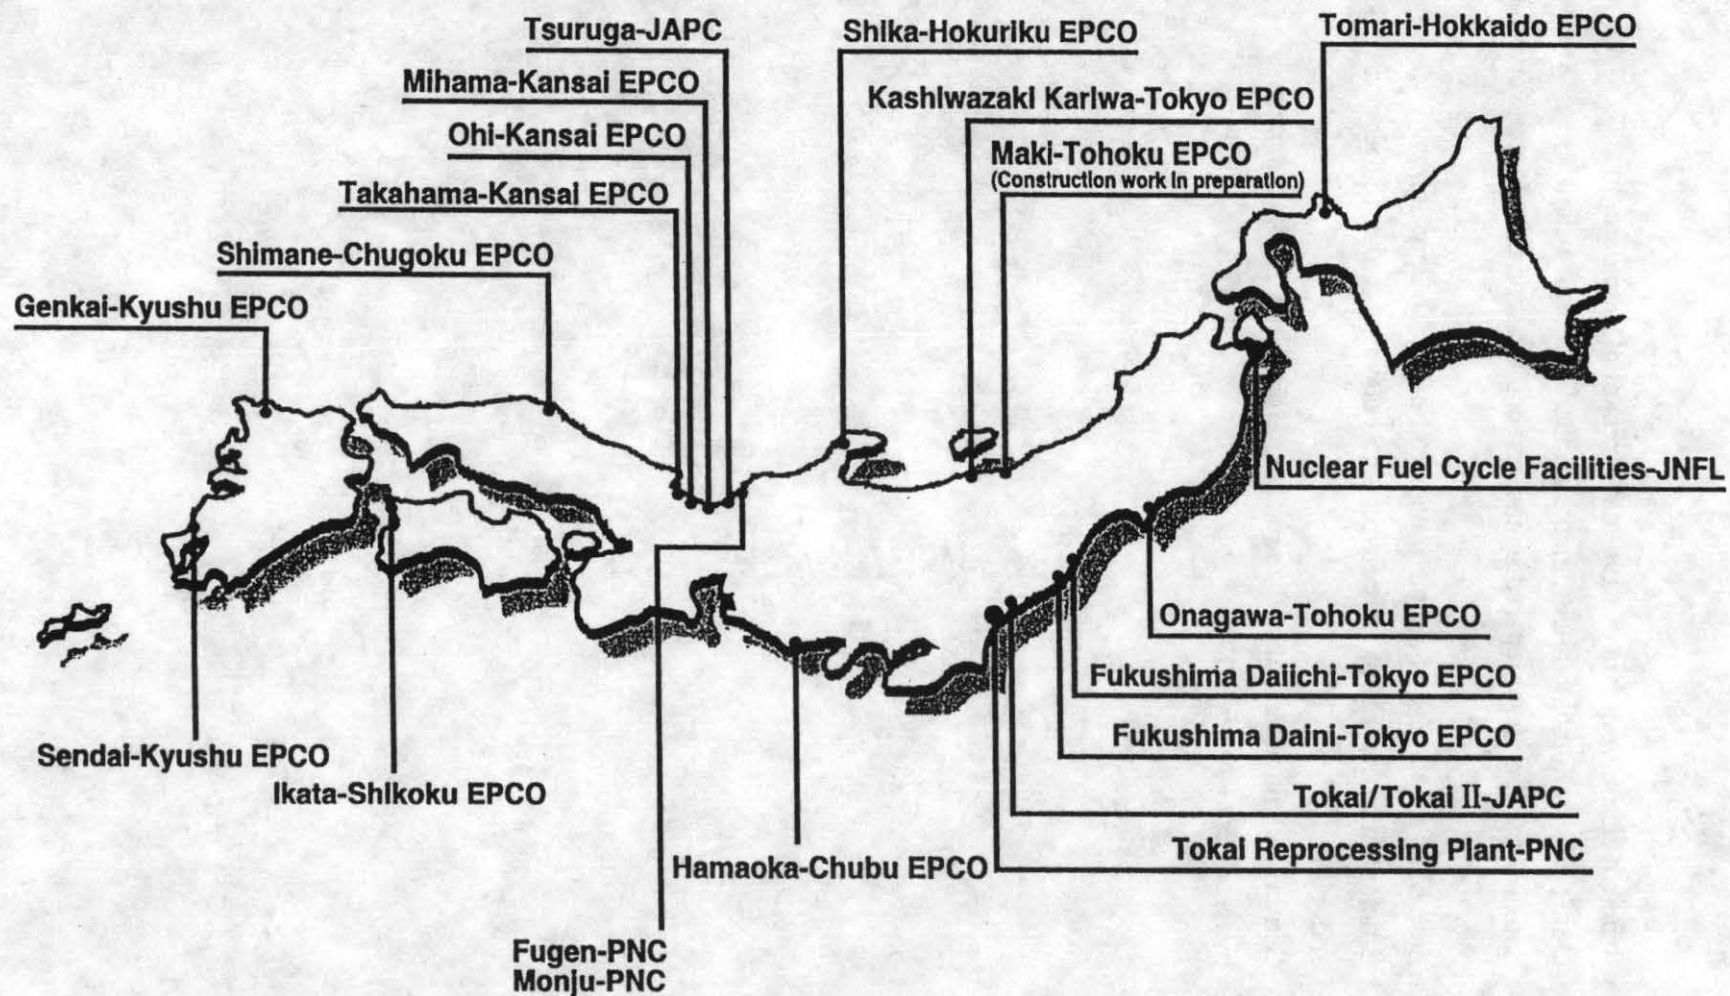 Tsuruga-JAPC
Shika-Hokuriku EPCO
Tomari-Hokkaido EPCO
Mihama-Kansai EPCO
Kashiwazaki Kariwa-Tokyo EPCO
Ohi-Kansai EPCO
Maki-Tohoku EPCO
(Construction work in preparation)
Takahama-Kansai EPCO
Shimane-Chugoku EPCO
Genkai-Kyushu EPCO
Nuclear Fuel Cycle Facilities-JNFL
Onagawa-Tohoku EPCO
Fukushima Daiichi-Tokyo EPCO
Fukushima Daini-Tokyo EPCO
Sendai-Kyushu EPCO
Ikata-Shikoku EPCO
Tokai/Tokai II-JAPC
Tokai Reprocessing Plant-PNC
Hamaoka-Chubu EPCO
Fugen-PNC
Monju-PNC